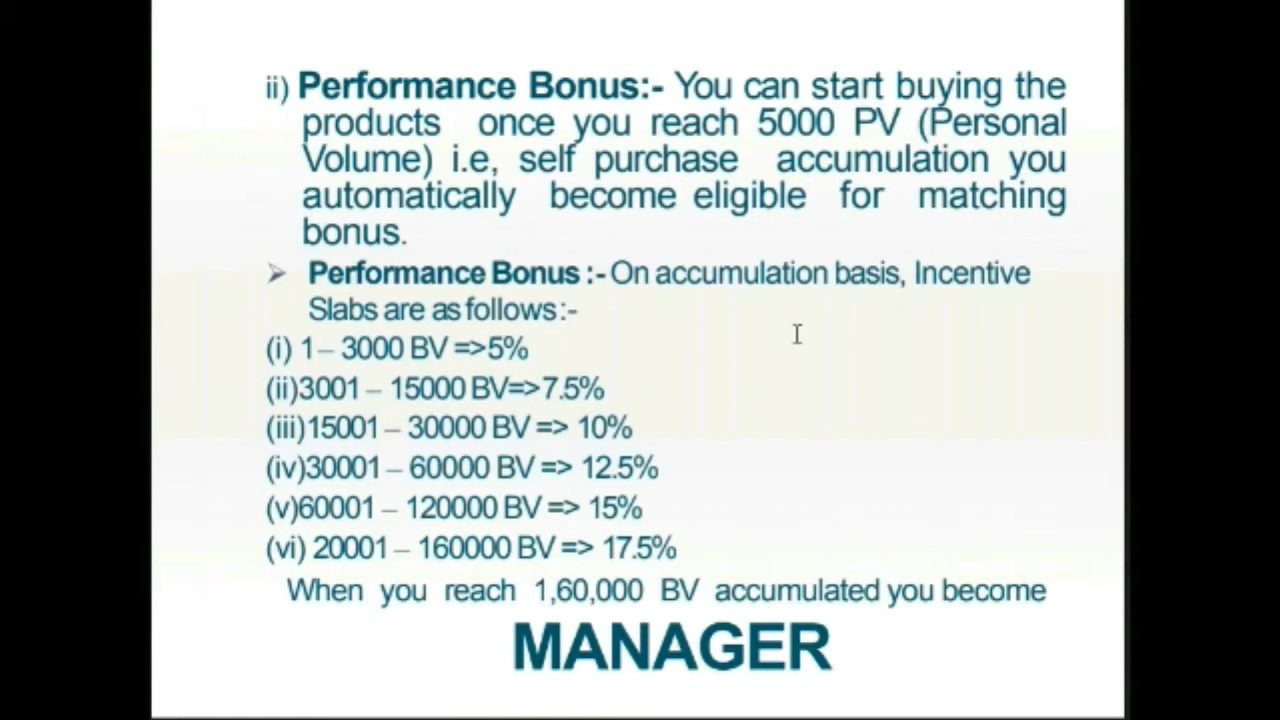 ii) Performance Bonus:- You can start buying the
products once you reach 5000 PV (Personal
Volume) i.e, self purchase accumulation you
automatically become eligible for matching
bonus.
➢ Performance Bonus :- On accumulation basis, Incentive
Slabs are as follows:-
(i) 1– 3000 BV =>5%
(ii)3001 – 15000 BV=>7.5%
(iii)15001 – 30000 BV => 10%
(iv)30001 – 60000 BV => 12.5%
(v)60001 – 120000 BV => 15%
(vi) 20001 – 160000 BV => 17.5%
When you reach 1,60,000 BV accumulated you become
MANAGER